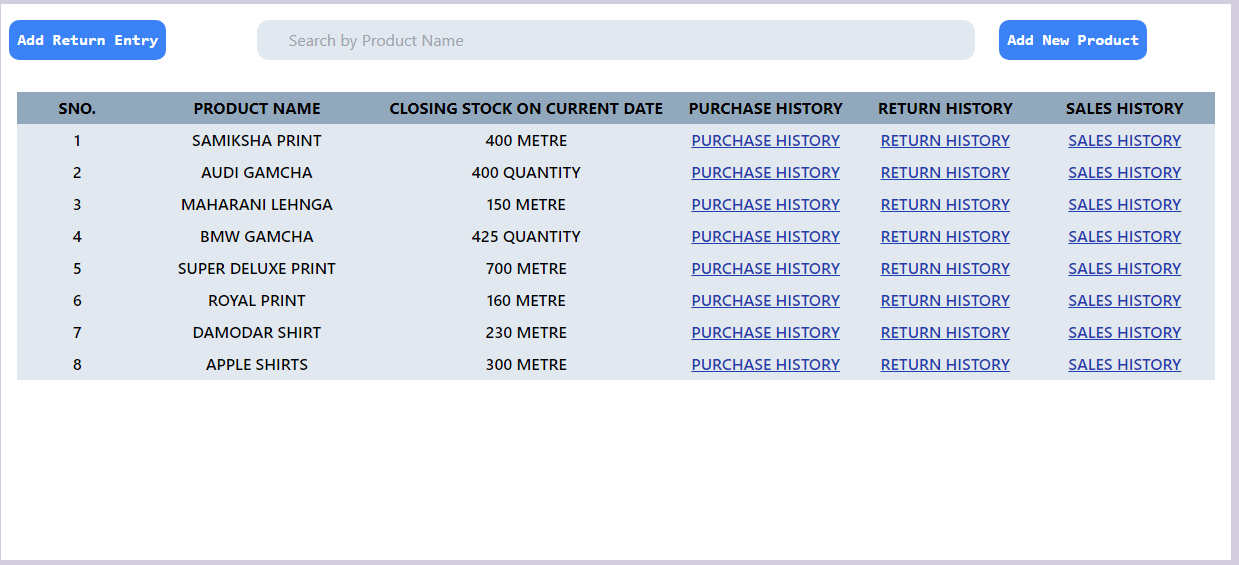 Add Return Entry Search by Product Name Add New Product
SNO. PRODUCT NAME CLOSING STOCK ON CURRENT DATE PURCHASE HISTORY RETURN HISTORY SALES HISTORY
1 SAMIKSHA PRINT 400 METRE PURCHASE HISTORY RETURN HISTORY SALES HISTORY
2 AUDI GAMCHA 400 QUANTITY PURCHASE HISTORY RETURN HISTORY SALES HISTORY
3 MAHARANI LEHNGA 150 METRE PURCHASE HISTORY RETURN HISTORY SALES HISTORY
4 BMW GAMCHA 425 QUANTITY PURCHASE HISTORY RETURN HISTORY SALES HISTORY
5 SUPER DELUXE PRINT 700 METRE PURCHASE HISTORY RETURN HISTORY SALES HISTORY
6 ROYAL PRINT 160 METRE PURCHASE HISTORY RETURN HISTORY SALES HISTORY
7 DAMODAR SHIRT 230 METRE PURCHASE HISTORY RETURN HISTORY SALES HISTORY
8 APPLE SHIRTS 300 METRE PURCHASE HISTORY RETURN HISTORY SALES HISTORY